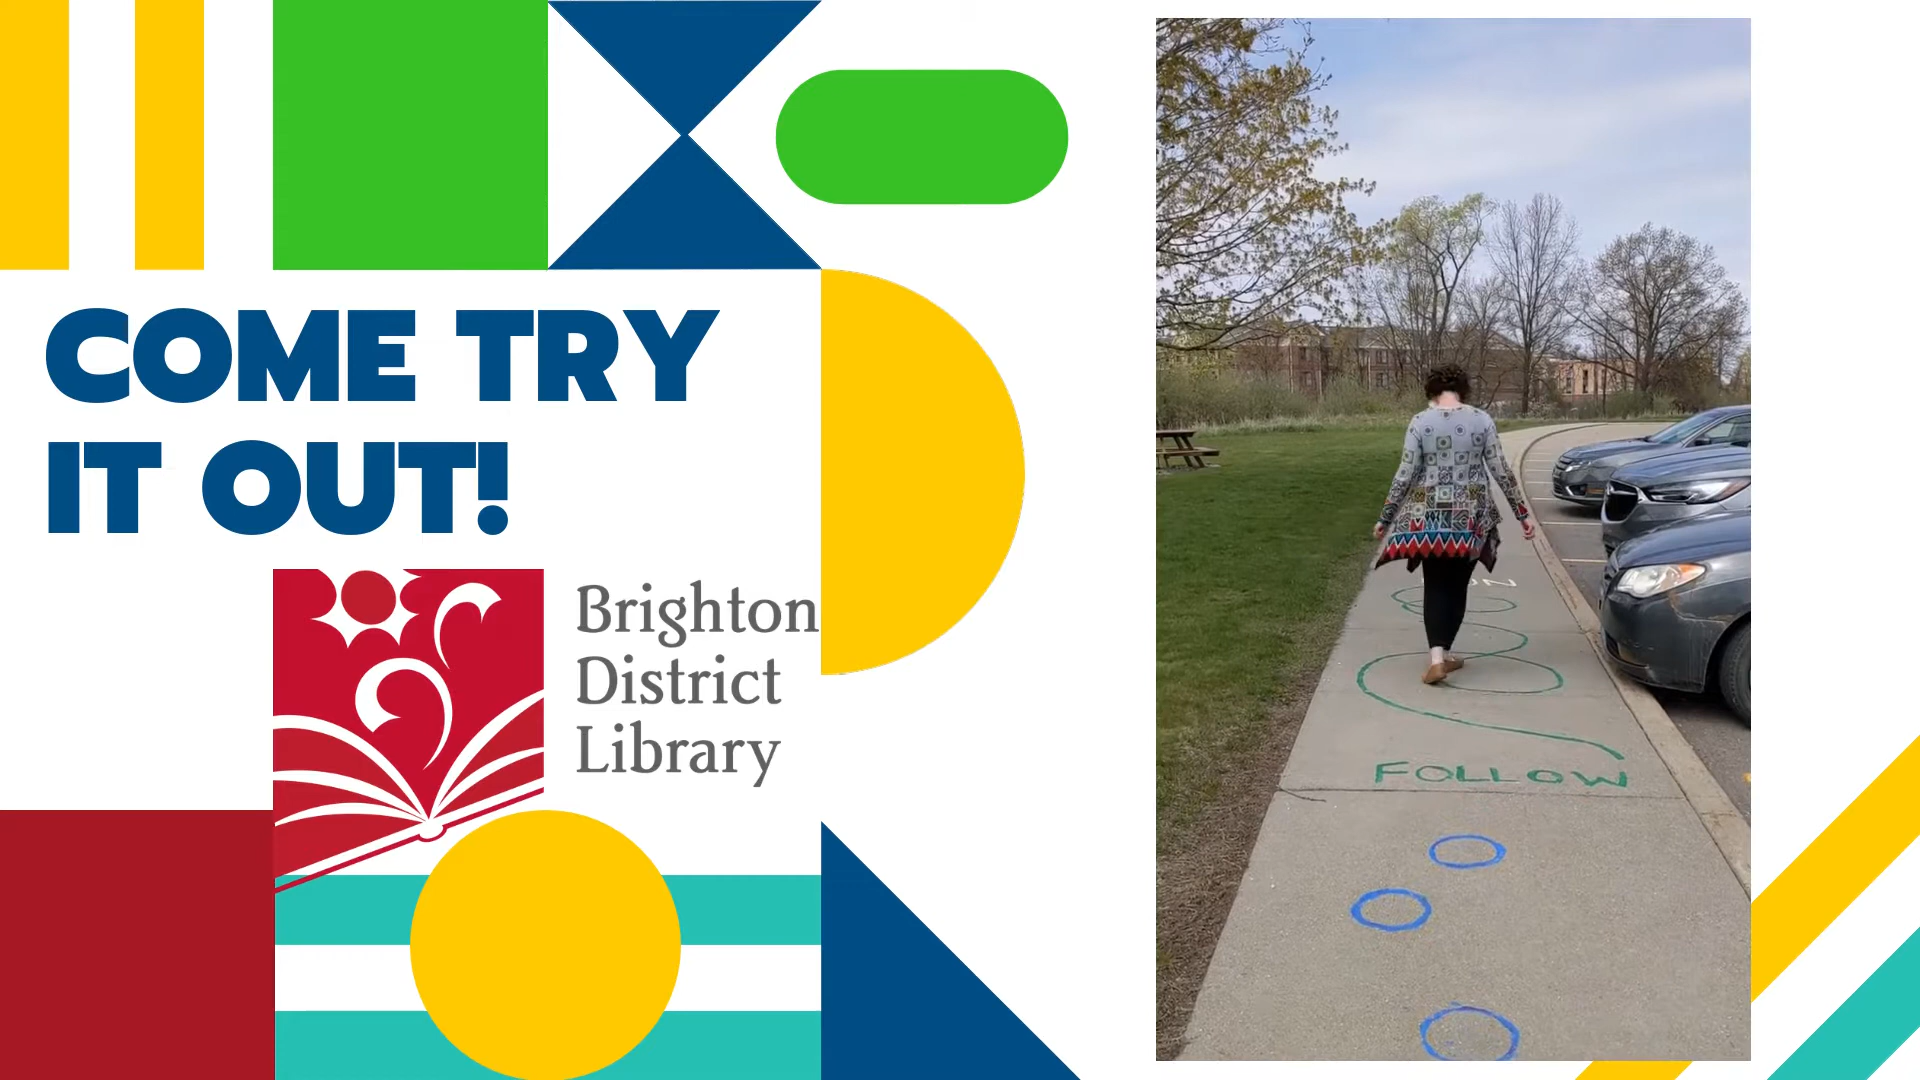 COME TRY
IT OUT!
Brighton
District
Library
FOLLOW